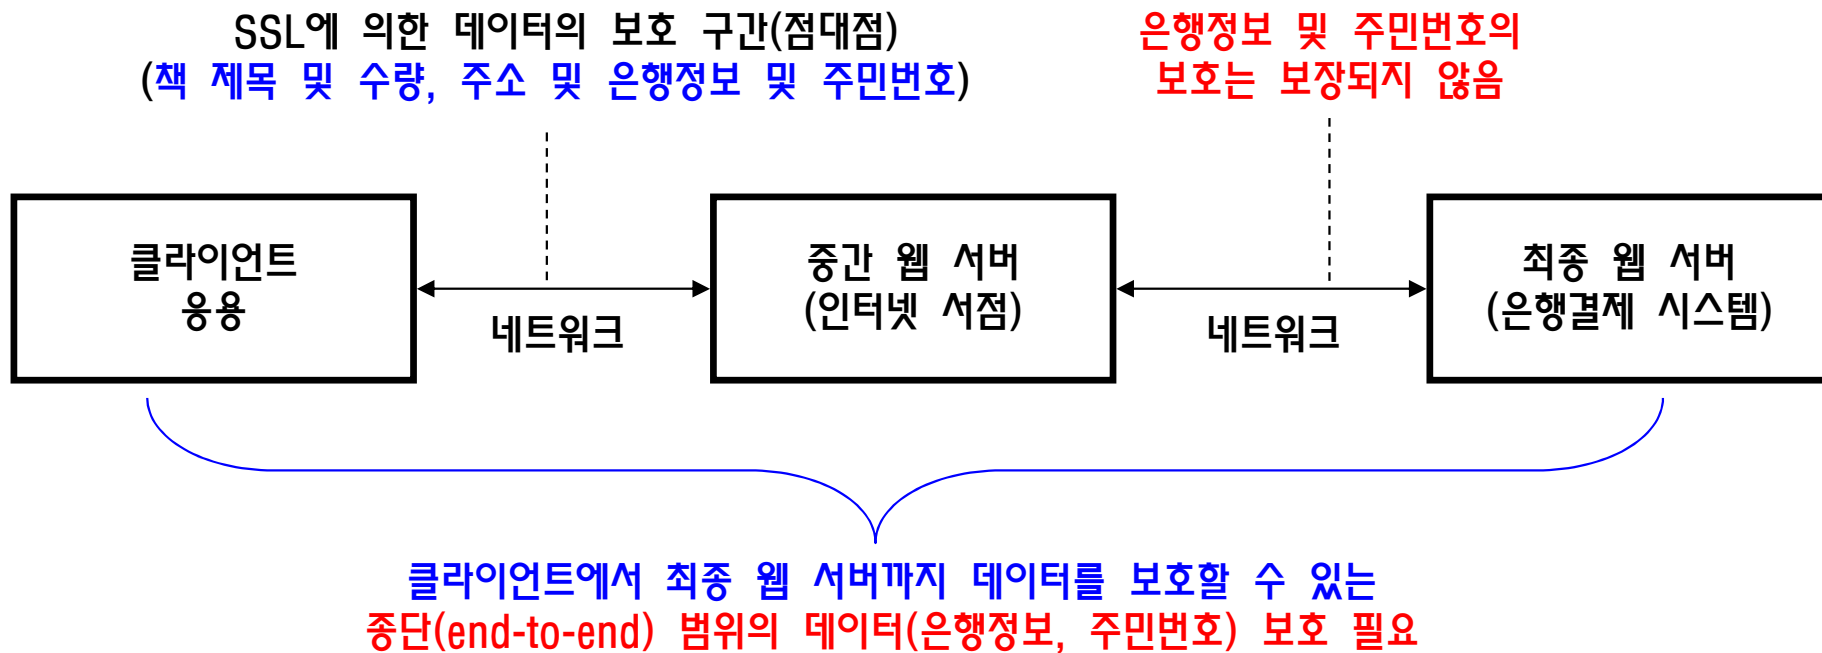 SSL에 의한 데이터의 보호 구간(점대점)
(책 제목 및 수량, 주소 및 은행정보 및 주민번호)
은행정보 및 주민번호의
보호는 보장되지 않음
클라이언트
응용
네트워크
중간 웹 서버
(인터넷 서점)
네트워크
최종 웹 서버
(은행결제 시스템)
클라이언트에서 최종 웹 서버까지 데이터를 보호할 수 있는
종단(end-to-end) 범위의 데이터(은행정보, 주민번호) 보호 필요